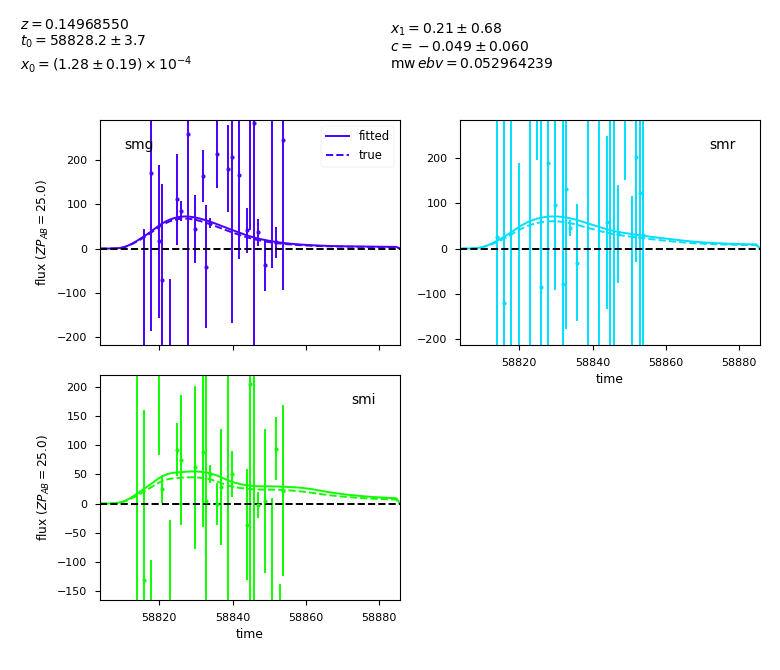 z = 0.14968550
t₀ = 58828.2 ± 3.7
x₀ = (1.28 ± 0.19) × 10⁻⁴
x₁ = 0.21 ± 0.68
c = −0.049 ± 0.060
mw ebv = 0.052964239
smg
fitted
true
200
100
0
−100
−200
flux (ZP_AB = 25.0)
smr
200
100
0
−100
−200
58820
58840
58860
58880
time
smi
200
150
100
50
0
−50
−100
−150
flux (ZP_AB = 25.0)
58820
58840
58860
58880
time